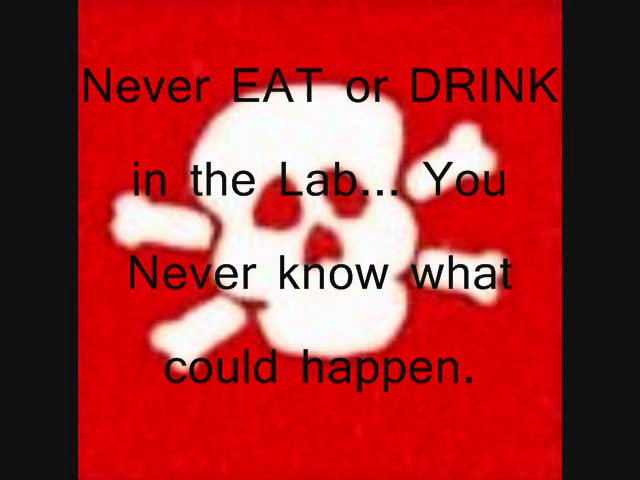 Never EAT or DRINK
in the Lab... You
Never know what
could happen.